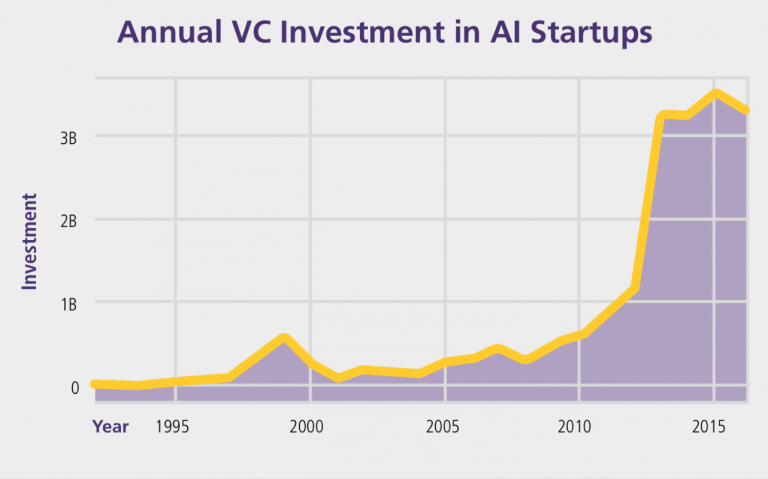 Annual VC Investment in AI Startups
3B
2B
Investment
1B
0
Year 1995 2000 2005 2010 2015